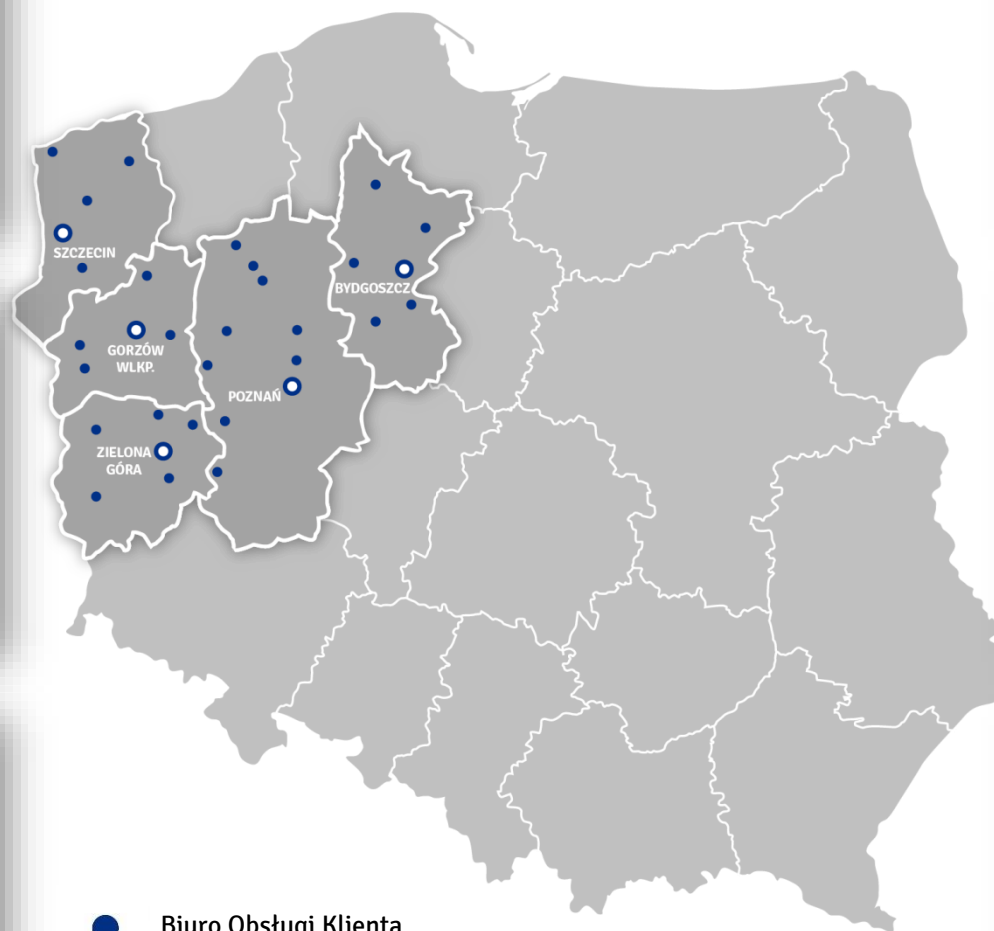 SZCZECIN
BYDGOSZCZ
GORZÓW
WLKP.
POZNAŃ
ZIELONA
GÓRA
Biuro Obsługi Klienta